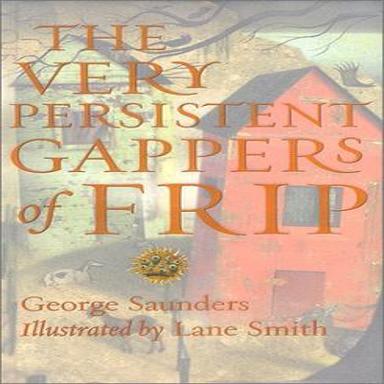 THE
VERY
PERSISTENT
GAPPERS
of FRIP
George Saunders
Illustrated by Lane Smith